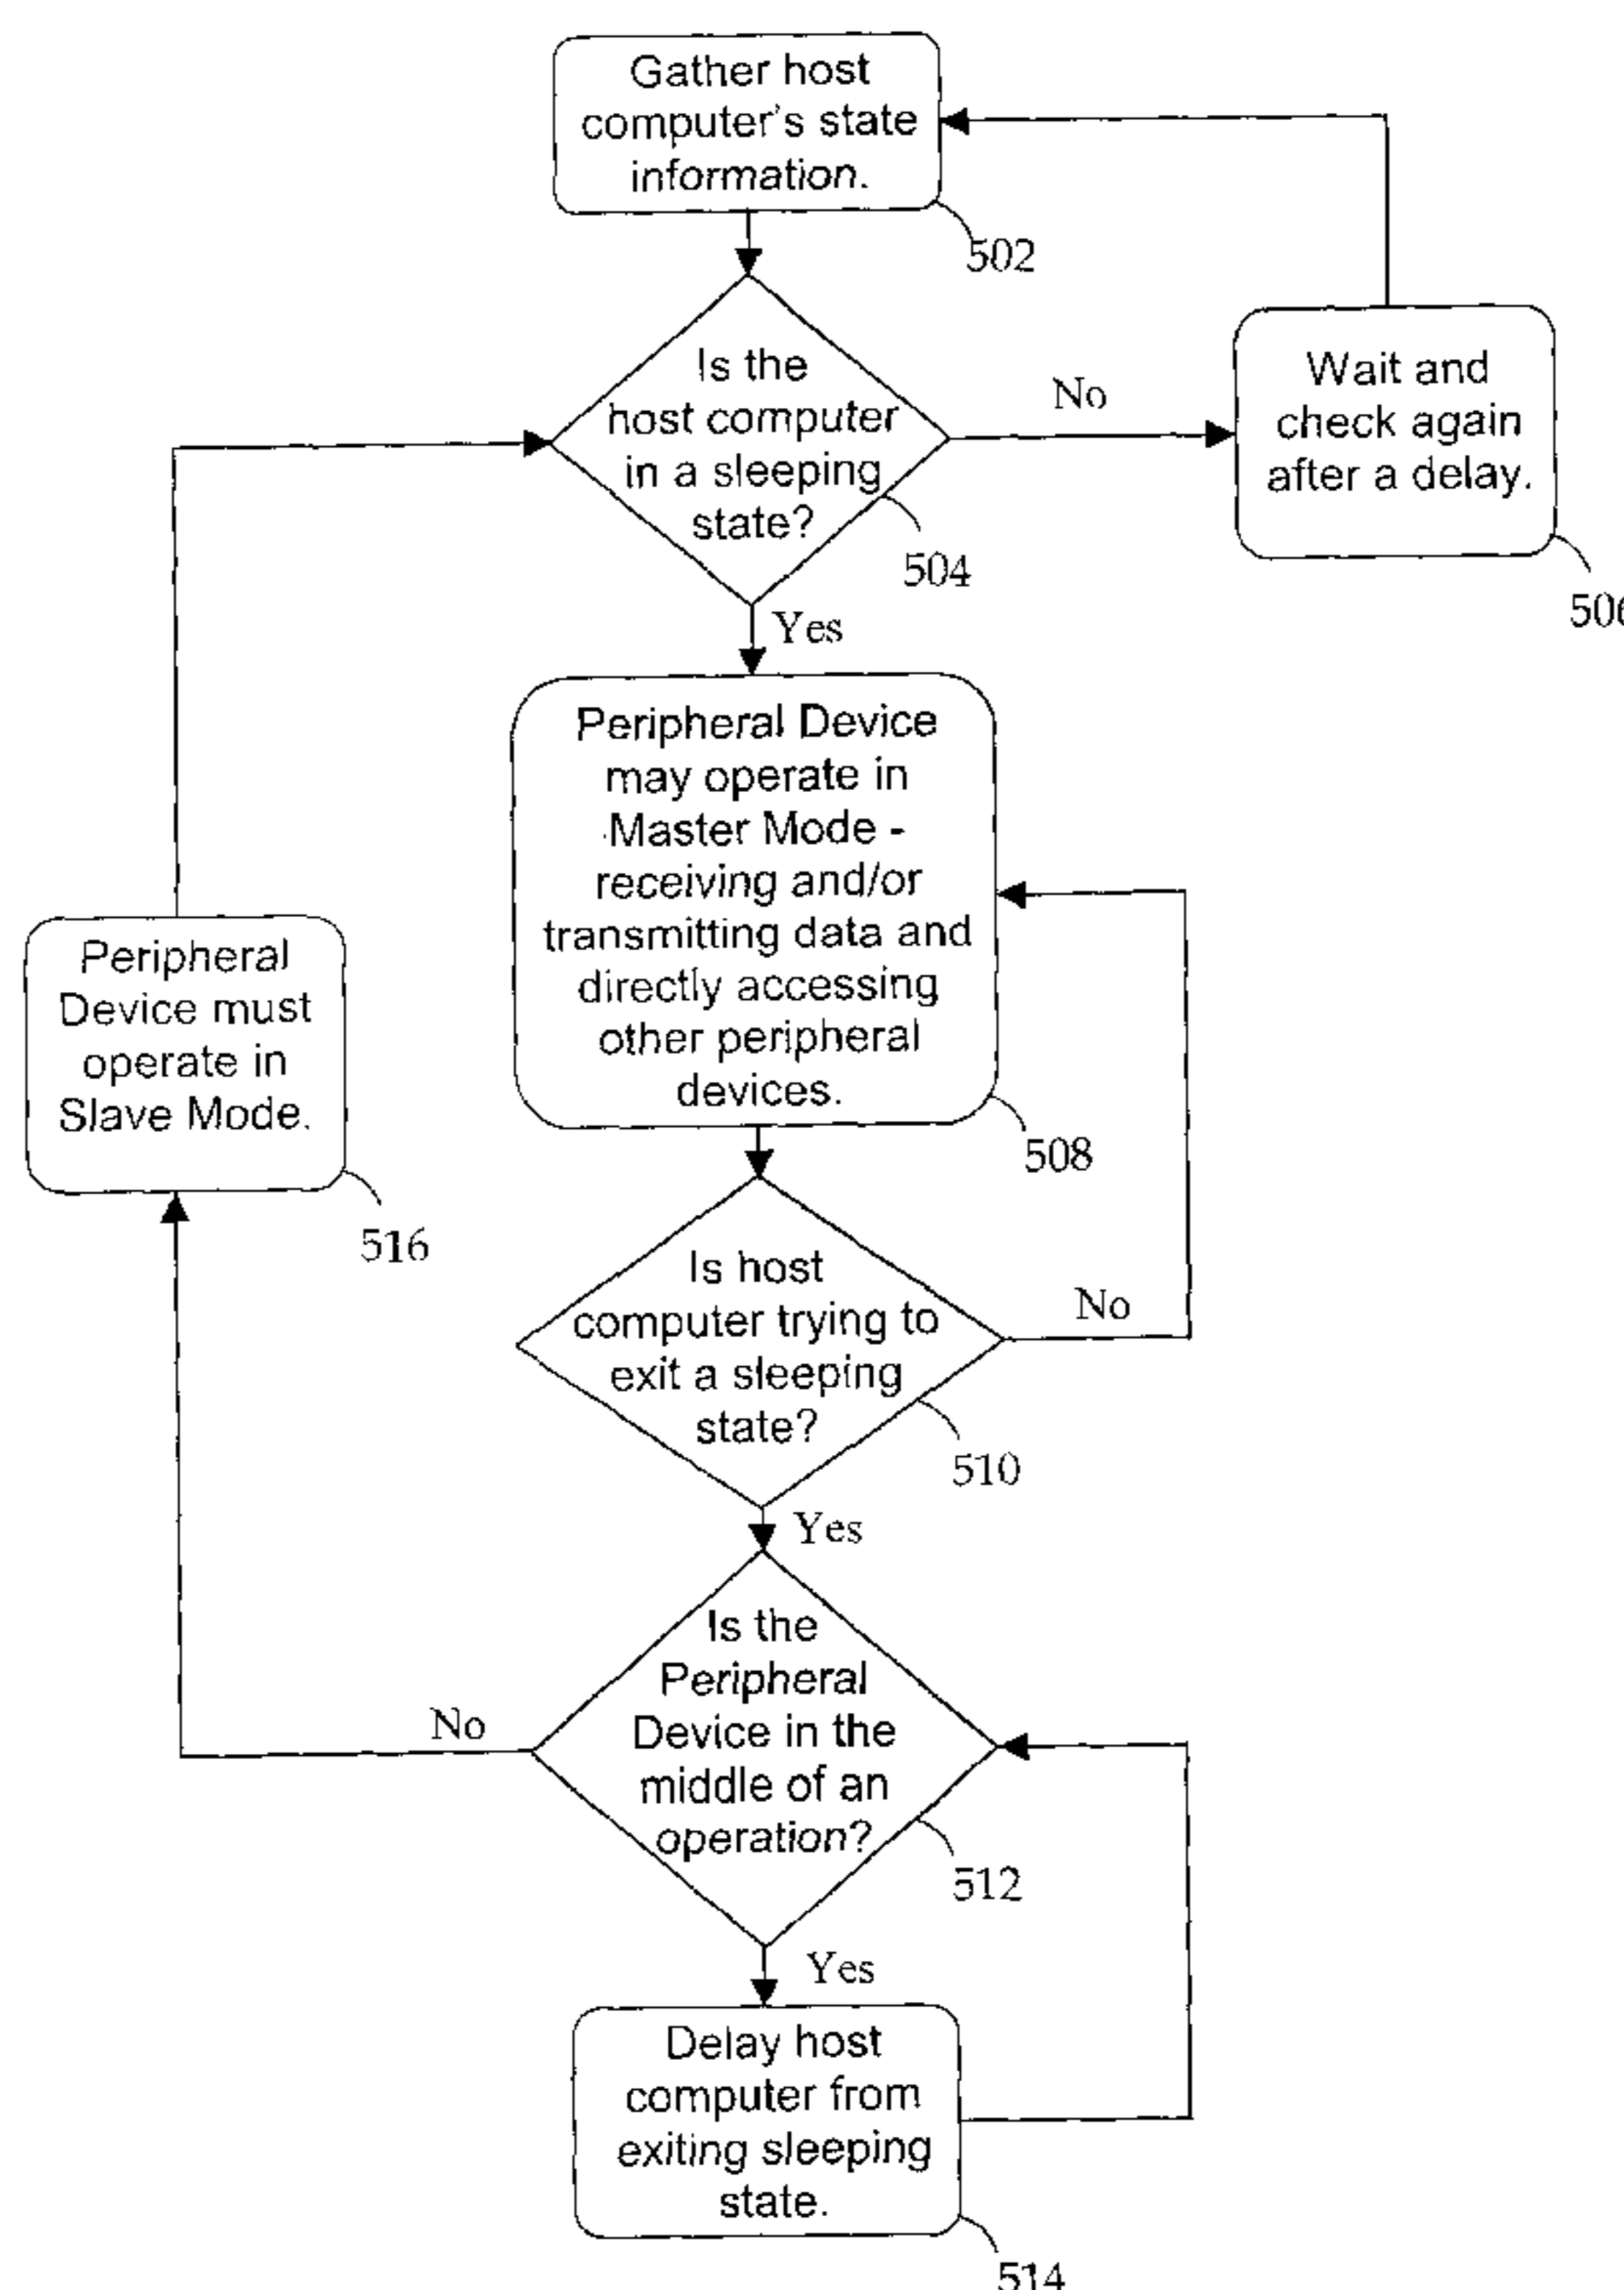 Gather host
computer's state
information.
502
Is the
host computer
in a sleeping
state?
504
No
Wait and
check again
after a delay.
Yes
Peripheral Device
may operate in
Master Mode -
receiving and/or
transmitting data and
directly accessing
other peripheral
devices.
508
Peripheral
Device must
operate in
Slave Mode.
516
Is host
computer trying to
exit a sleeping
state?
510
No
Yes
Is the
Peripheral
Device in the
middle of an
operation?
512
No
Yes
Delay host
computer from
exiting sleeping
state.
514